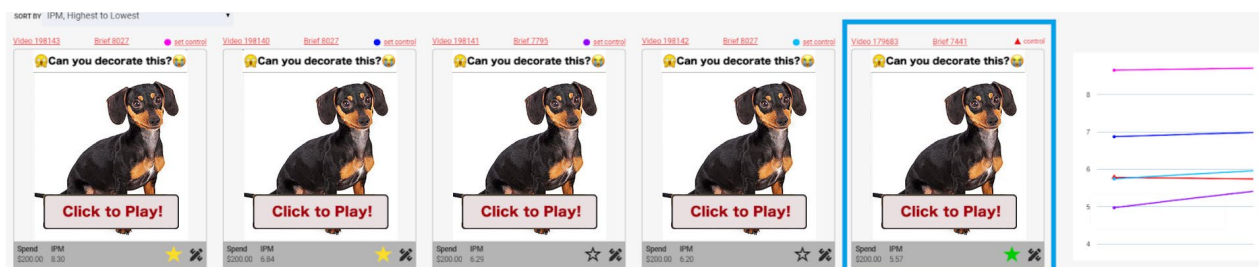 SORT BY IPM, Highest to Lowest
Video 198143 Brief 8027 set control
😱Can you decorate this?😭
Click to Play!
Spend IPM
$200.00 8.30
Video 198140 Brief 8027 set control
😱Can you decorate this?😭
Click to Play!
Spend IPM
$200.00 6.84
Video 198141 Brief 7795 set control
😱Can you decorate this?😭
Click to Play!
Spend IPM
$200.00 6.29
Video 198142 Brief 8027 set control
😱Can you decorate this?😭
Click to Play!
Spend IPM
$200.00 6.20
Video 179683 Brief 7441 control
😱Can you decorate this?😭
Click to Play!
Spend IPM
$200.00 5.57
8
7
6
5
4